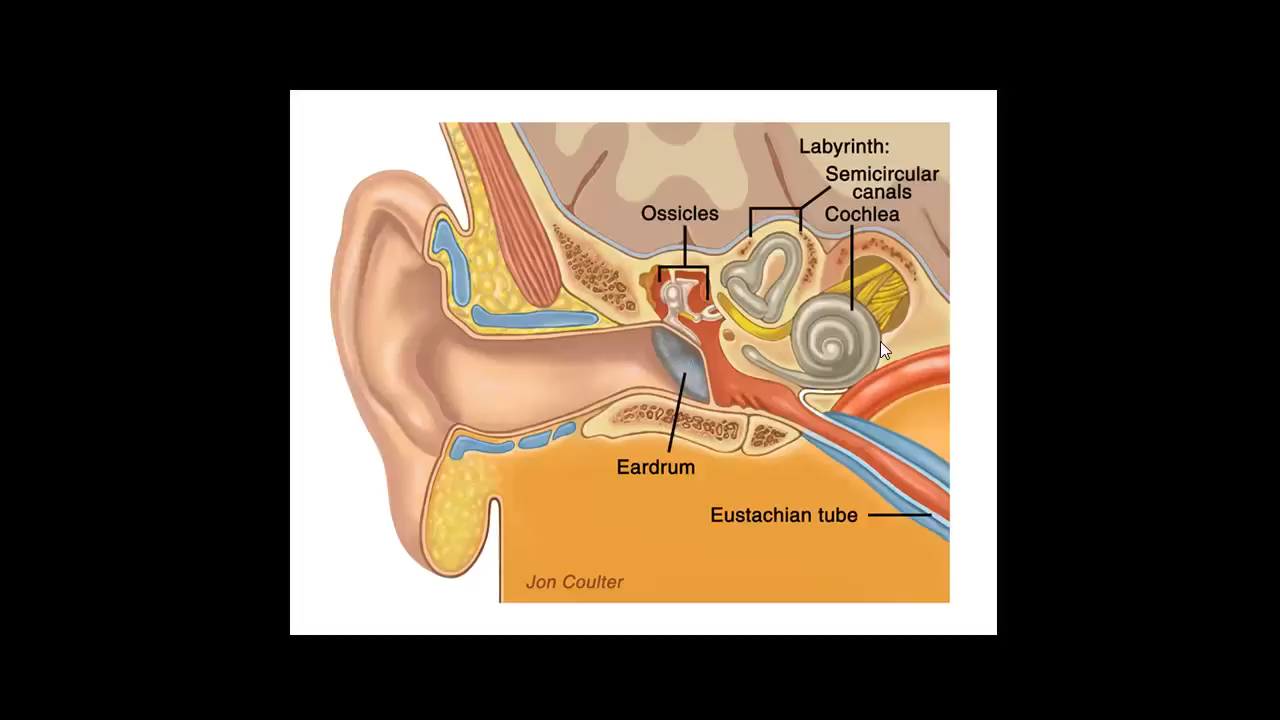 Labyrinth:
Semicircular
canals
Ossicles
Cochlea
Eardrum
Eustachian tube
Jon Coulter